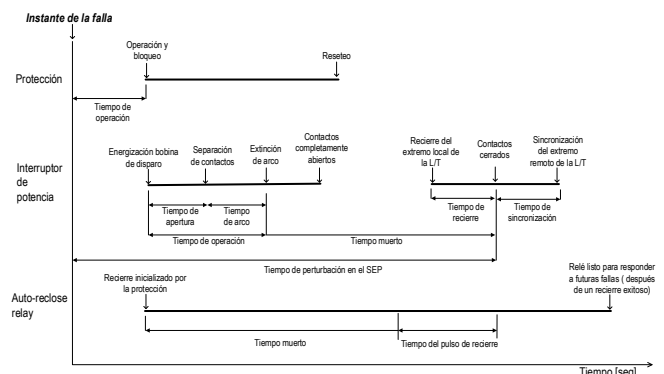 Instante de la falla
Operación y
bloqueo
Reseteo
Protección
Tiempo de
operación
Energización bobina
de disparo
Separación
de contactos
Extinción
de arco
Contactos
completamente
abiertos
Recierre del
extremo local de
la L/T
Contactos
cerrados
Sincronización
del extremo
remoto de la L/T
Interruptor
de
potencia
Tiempo de
apertura
Tiempo
de arco
Tiempo de
recierre
Tiempo de
sincronización
Tiempo de operación
Tiempo muerto
Tiempo de perturbación en el SEP
Recierre inicializado por
la protección
Relé listo para responder
a futuras fallas ( después
de un recierre exitoso)
Auto-reclose
relay
Tiempo muerto
Tiempo del pulso de recierre
Tiempo [seg]